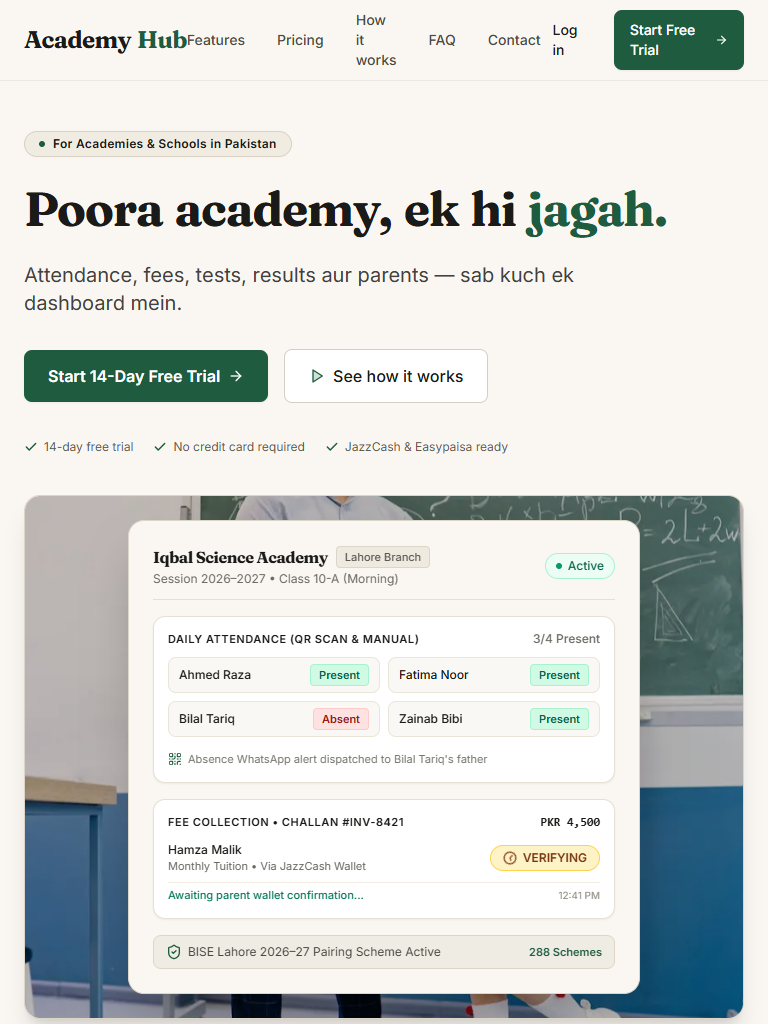 Academy Hub
Features
Pricing
How
it
works
FAQ
Contact
Log
in
Start Free
Trial
For Academies & Schools in Pakistan
Poora academy, ek hi jagah.
Attendance, fees, tests, results aur parents — sab kuch ek
dashboard mein.
Start 14-Day Free Trial
See how it works
14-day free trial
No credit card required
JazzCash & Easypaisa ready
Iqbal Science Academy
Lahore Branch
Session 2026–2027 • Class 10-A (Morning)
Active
DAILY ATTENDANCE (QR SCAN & MANUAL)
3/4 Present
Ahmed Raza
Present
Fatima Noor
Present
Bilal Tariq
Absent
Zainab Bibi
Present
Absence WhatsApp alert dispatched to Bilal Tariq's father
FEE COLLECTION • CHALLAN #INV-8421
PKR 4,500
Hamza Malik
Monthly Tuition • Via JazzCash Wallet
VERIFYING
Awaiting parent wallet confirmation...
12:41 PM
BISE Lahore 2026–27 Pairing Scheme Active
288 Schemes
= 2L+2w